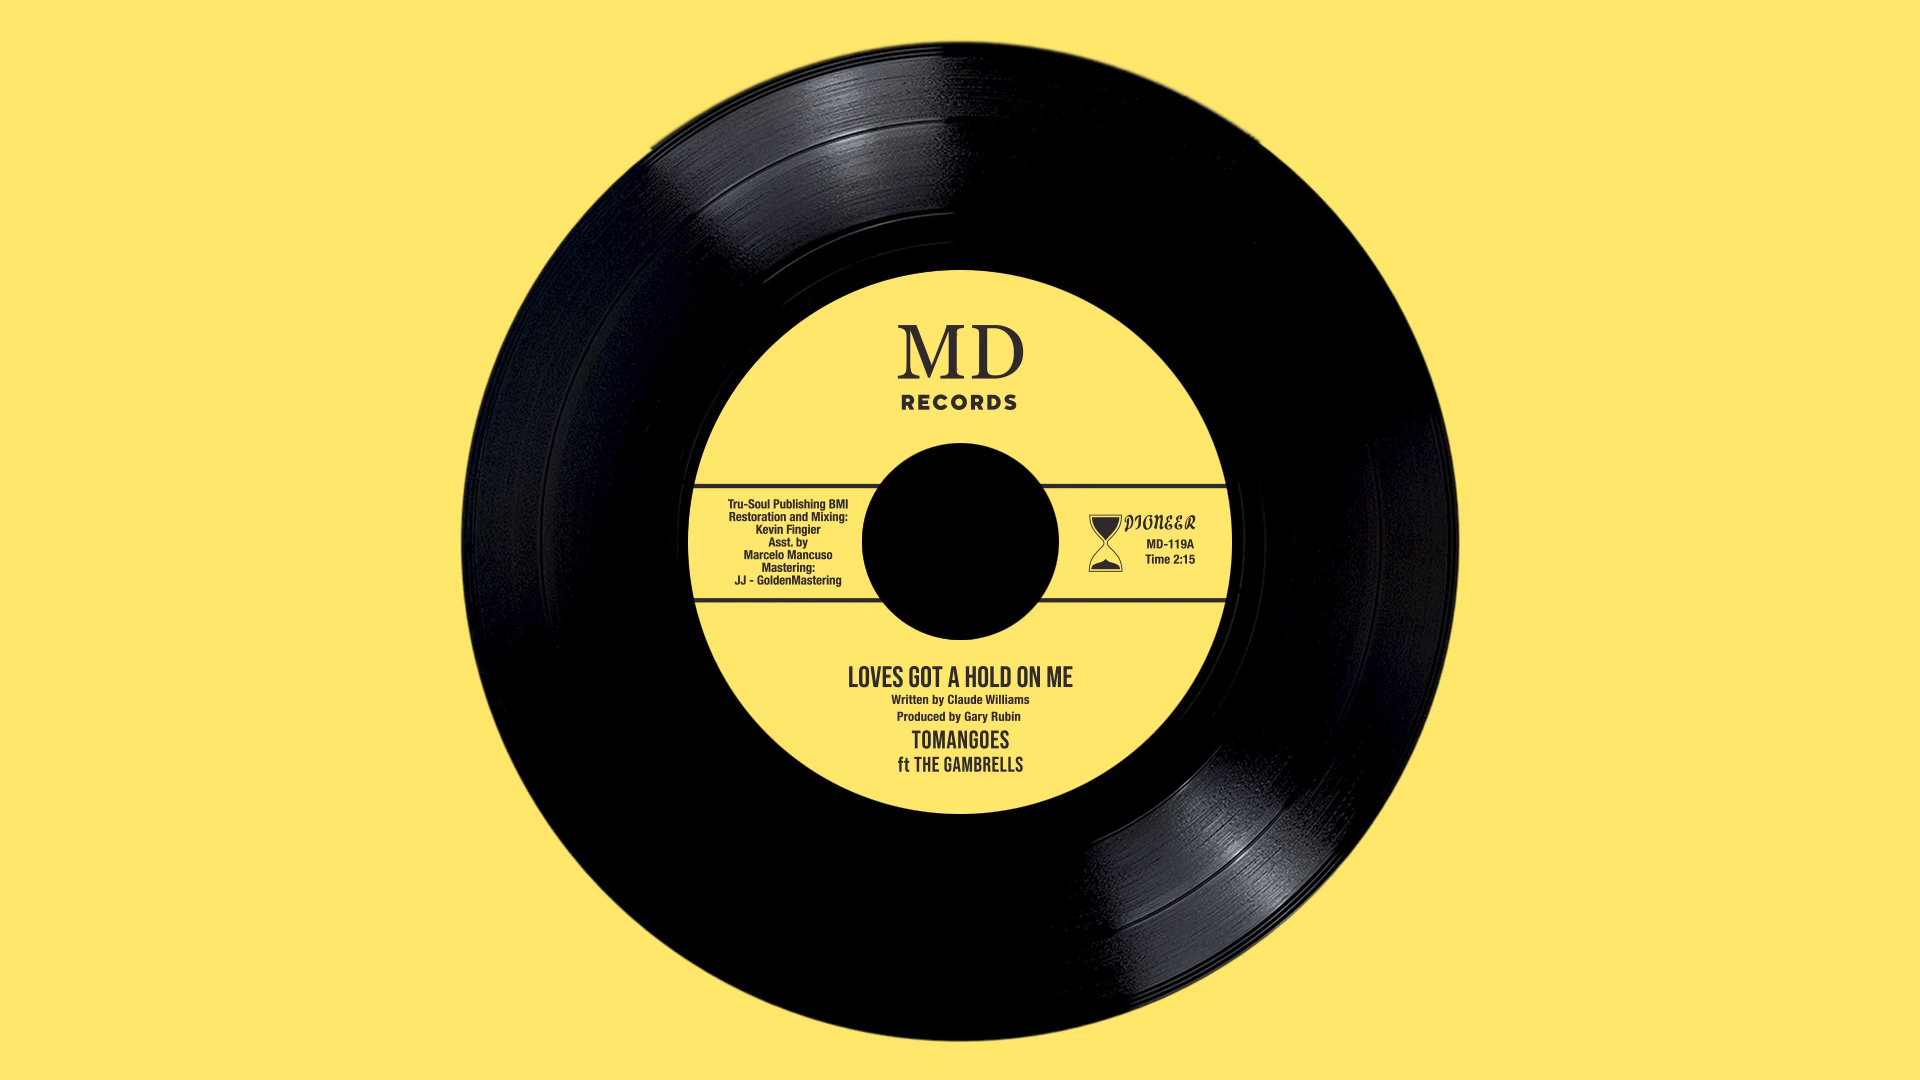 MD
RECORDS
Tru-Soul Publishing BMI
Restoration and Mixing:
Kevin Fingier
Asst. by
Marcelo Mancuso
Mastering:
JJ - GoldenMastering
PIONEER
MD-119A
Time 2:15
LOVES GOT A HOLD ON ME
Written by Claude Williams
Produced by Gary Rubin
TOMANGOES
ft THE GAMBRELLS